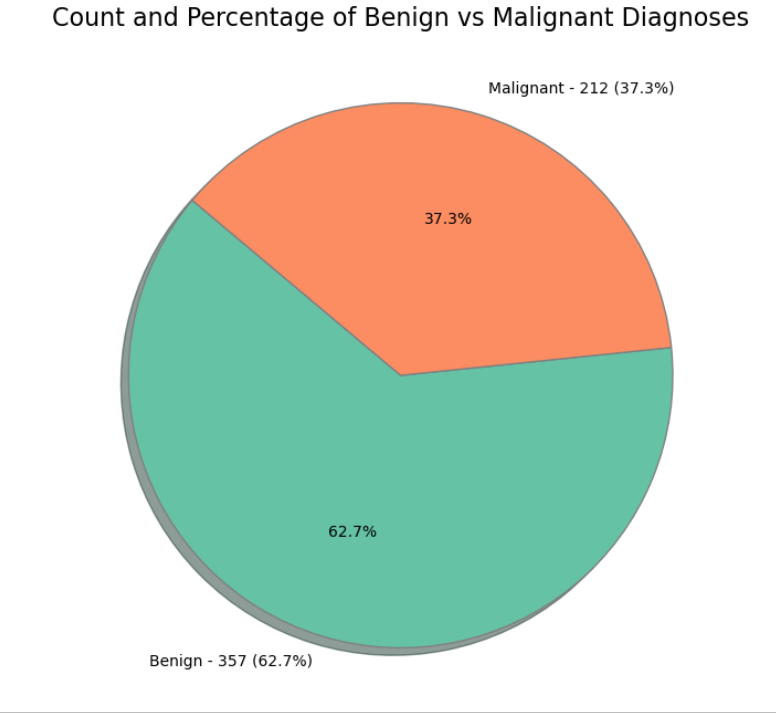 Count and Percentage of Benign vs Malignant Diagnoses
Malignant - 212 (37.3%)
37.3%
62.7%
Benign - 357 (62.7%)